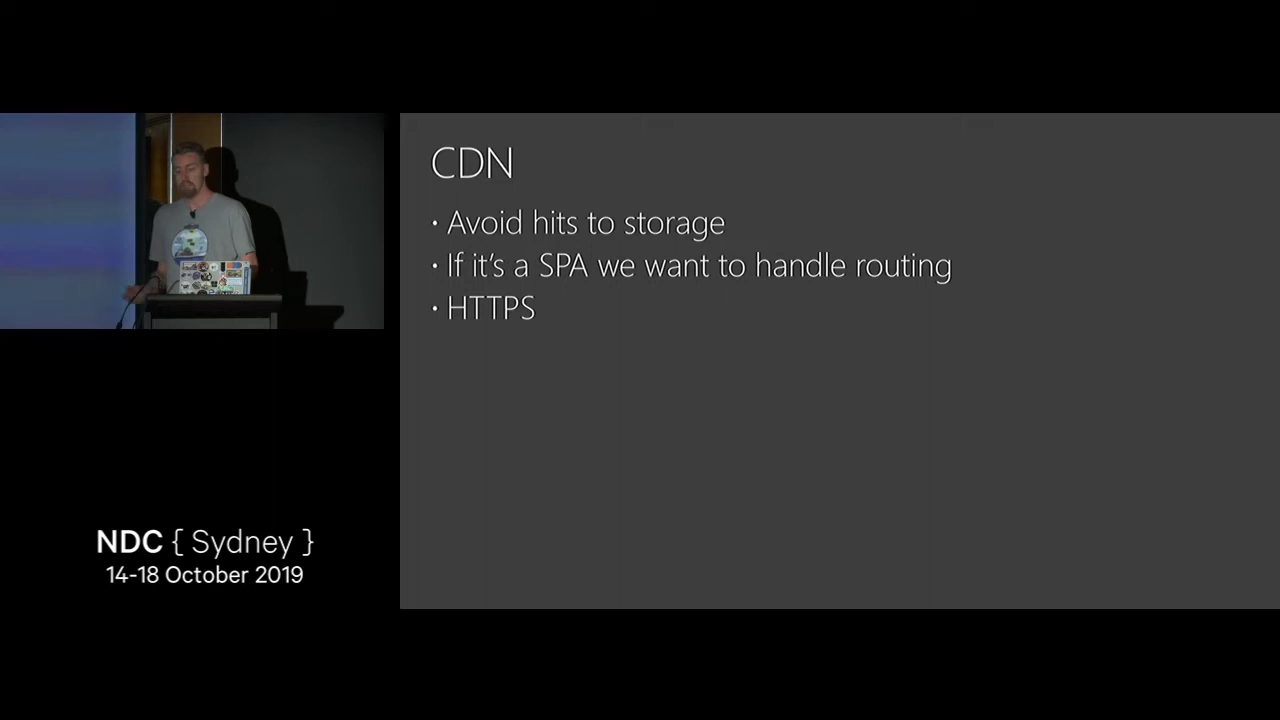 CDN
• Avoid hits to storage
• If it's a SPA we want to handle routing
• HTTPS
NDC { Sydney }
14-18 October 2019